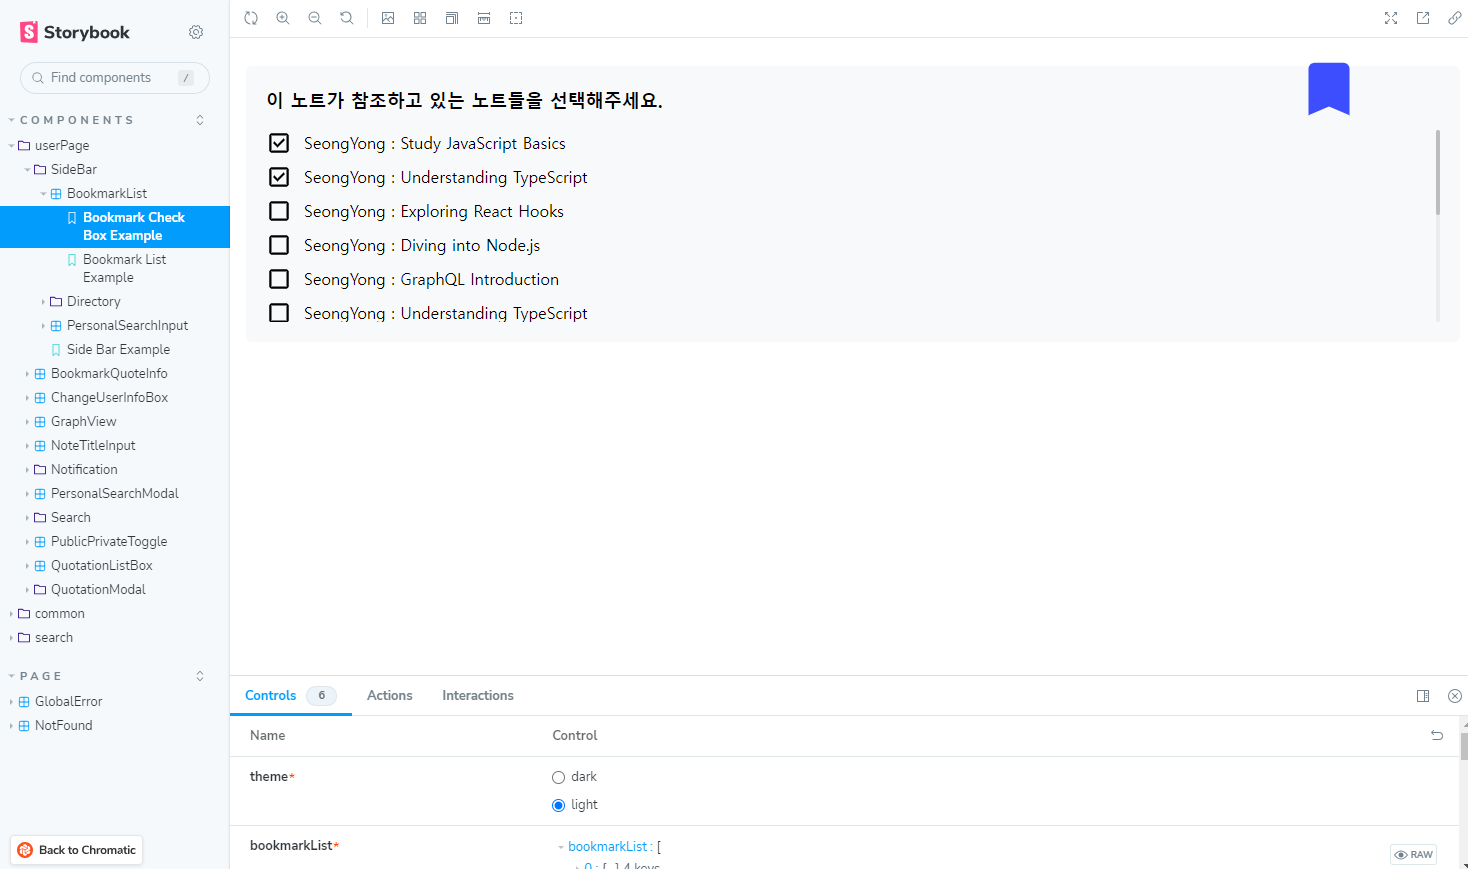 Storybook
Find components /
COMPONENTS
userPage
SideBar
BookmarkList
Bookmark Check
Box Example
Bookmark List
Example
Directory
PersonalSearchInput
Side Bar Example
BookmarkQuoteInfo
ChangeUserInfoBox
GraphView
NoteTitleInput
Notification
PersonalSearchModal
Search
PublicPrivateToggle
QuotationListBox
QuotationModal
common
search
PAGE
GlobalError
NotFound
Back to Chromatic
이 노트가 참조하고 있는 노트들을 선택해주세요.
SeongYong : Study JavaScript Basics
SeongYong : Understanding TypeScript
SeongYong : Exploring React Hooks
SeongYong : Diving into Node.js
SeongYong : GraphQL Introduction
SeongYong : Understanding TypeScript
Controls 6 Actions Interactions
Name Control
theme* dark
light
bookmarkList* bookmarkList : [
RAW
0 : {...} 4 keys